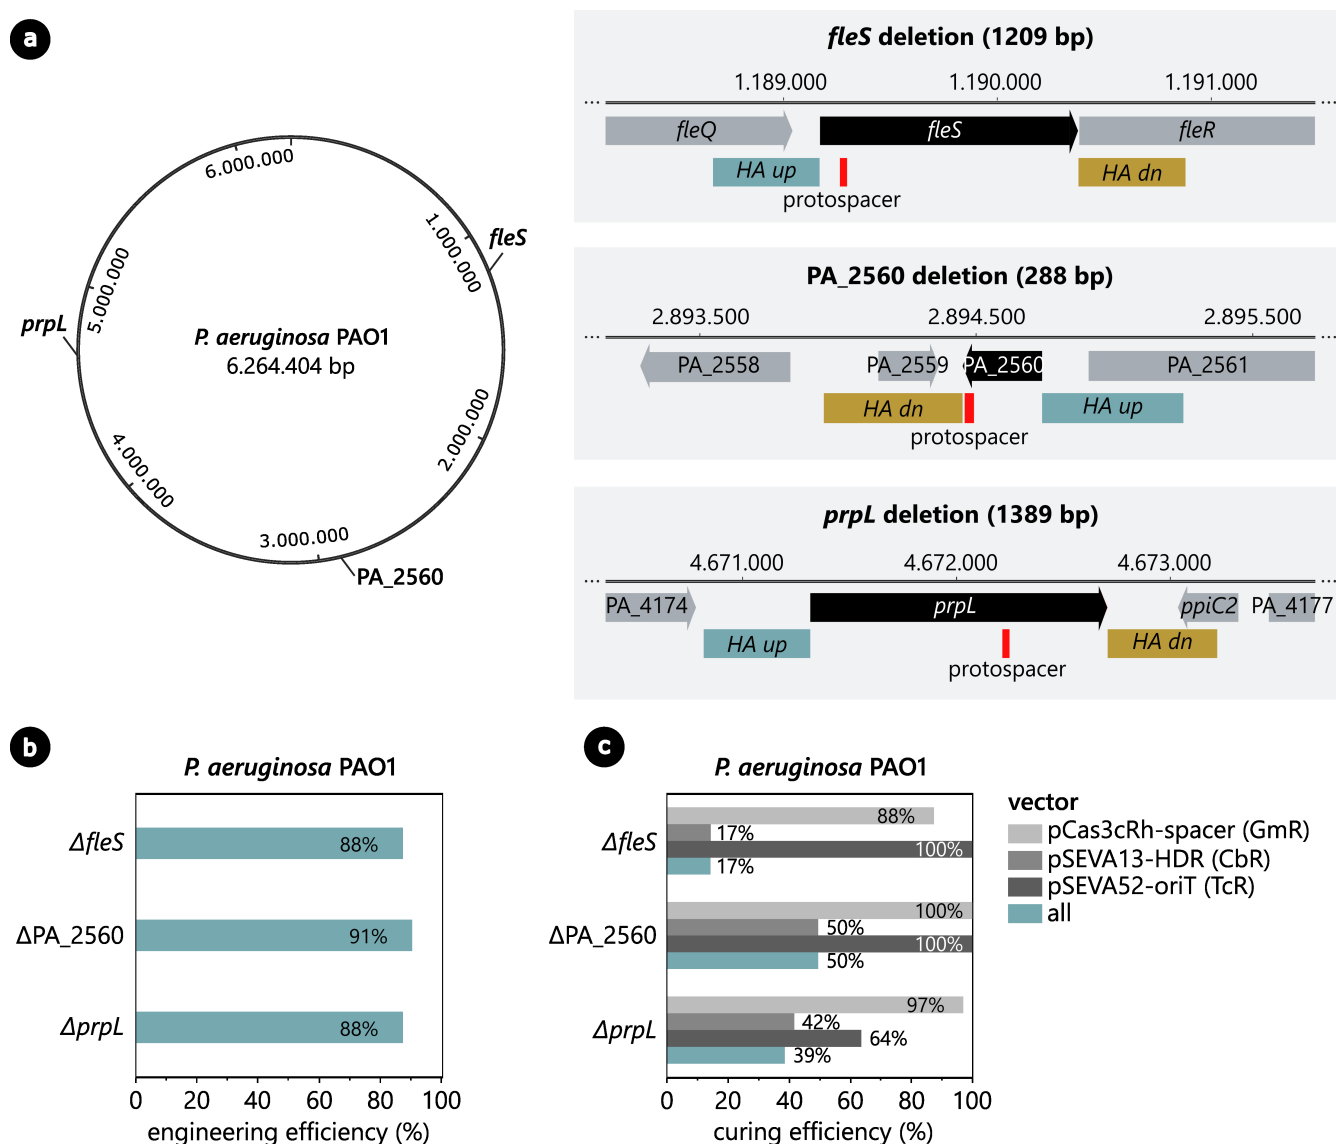 a
6.000.000
1.000.000
fleS
5.000.000
prpL
P. aeruginosa PAO1
6.264.404 bp
2.000.000
4.000.000
3.000.000
PA_2560
fleS deletion (1209 bp)
1.189.000 1.190.000 1.191.000
... ...
fleQ fleS fleR
HA up HA dn
protospacer
PA_2560 deletion (288 bp)
2.893.500 2.894.500 2.895.500
... ...
PA_2558 PA_2559 PA_2560 PA_2561
HA dn HA up
protospacer
prpL deletion (1389 bp)
4.671.000 4.672.000 4.673.000
... ...
PA_4174 prpL ppiC2 PA_4177
HA up HA dn
protospacer
b
P. aeruginosa PAO1
ΔfleS 88%
ΔPA_2560 91%
ΔprpL 88%
0 20 40 60 80 100
engineering efficiency (%)
c
P. aeruginosa PAO1
88%
17%
ΔfleS
100%
17%
100%
50%
ΔPA_2560
100%
50%
97%
42%
ΔprpL
64%
39%
0 20 40 60 80 100
curing efficiency (%)
vector
pCas3cRh-spacer (GmR)
pSEVA13-HDR (CbR)
pSEVA52-oriT (TcR)
all